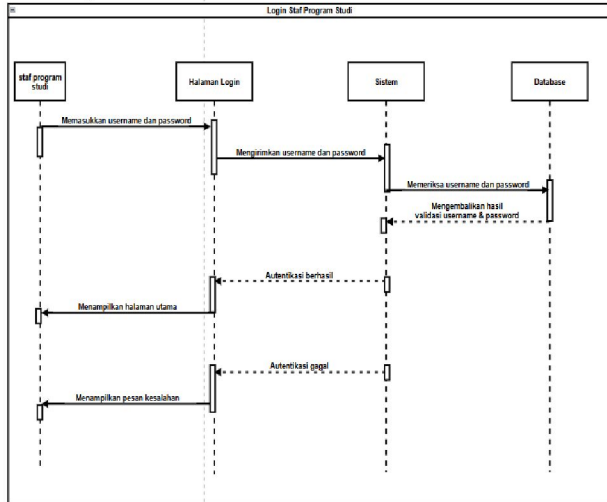 Login Staf Program Studi
staf program
studi
Halaman Login
Sistem
Database
Memasukkan username dan password
Mengirimkan username dan password
Memeriksa username dan password
Mengembalikan hasil
validasi username & password
Autentikasi berhasil
Menampilkan halaman utama
Autentikasi gagal
Menampilkan pesan kesalahan